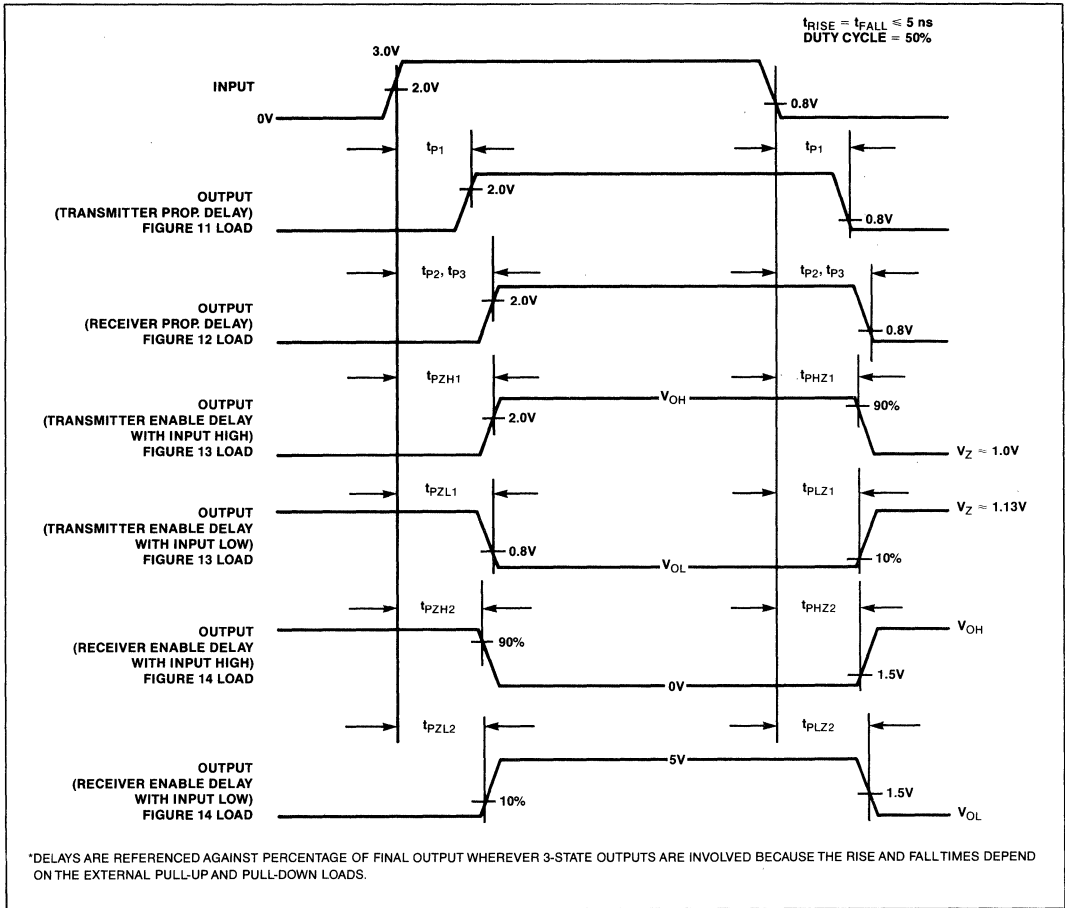 tRISE = tFALL ≤ 5 ns
DUTY CYCLE = 50%
3.0V
INPUT
2.0V
0.8V
0V
tP1
tP1
OUTPUT
(TRANSMITTER PROP. DELAY)
FIGURE 11 LOAD
2.0V
0.8V
tP2, tP3
tP2, tP3
OUTPUT
(RECEIVER PROP. DELAY)
FIGURE 12 LOAD
2.0V
0.8V
tPZH1
tPHZ1
OUTPUT
(TRANSMITTER ENABLE DELAY
WITH INPUT HIGH)
FIGURE 13 LOAD
VOH
2.0V
90%
VZ ≈ 1.0V
tPZL1
tPLZ1
OUTPUT
(TRANSMITTER ENABLE DELAY
WITH INPUT LOW)
FIGURE 13 LOAD
VZ ≈ 1.13V
0.8V
VOL
10%
tPZH2
tPHZ2
OUTPUT
(RECEIVER ENABLE DELAY
WITH INPUT HIGH)
FIGURE 14 LOAD
90%
VOH
0V
1.5V
tPZL2
tPLZ2
OUTPUT
(RECEIVER ENABLE DELAY
WITH INPUT LOW)
FIGURE 14 LOAD
5V
10%
1.5V
VOL
*DELAYS ARE REFERENCED AGAINST PERCENTAGE OF FINAL OUTPUT WHEREVER 3-STATE OUTPUTS ARE INVOLVED BECAUSE THE RISE AND FALL TIMES DEPEND
ON THE EXTERNAL PULL-UP AND PULL-DOWN LOADS.